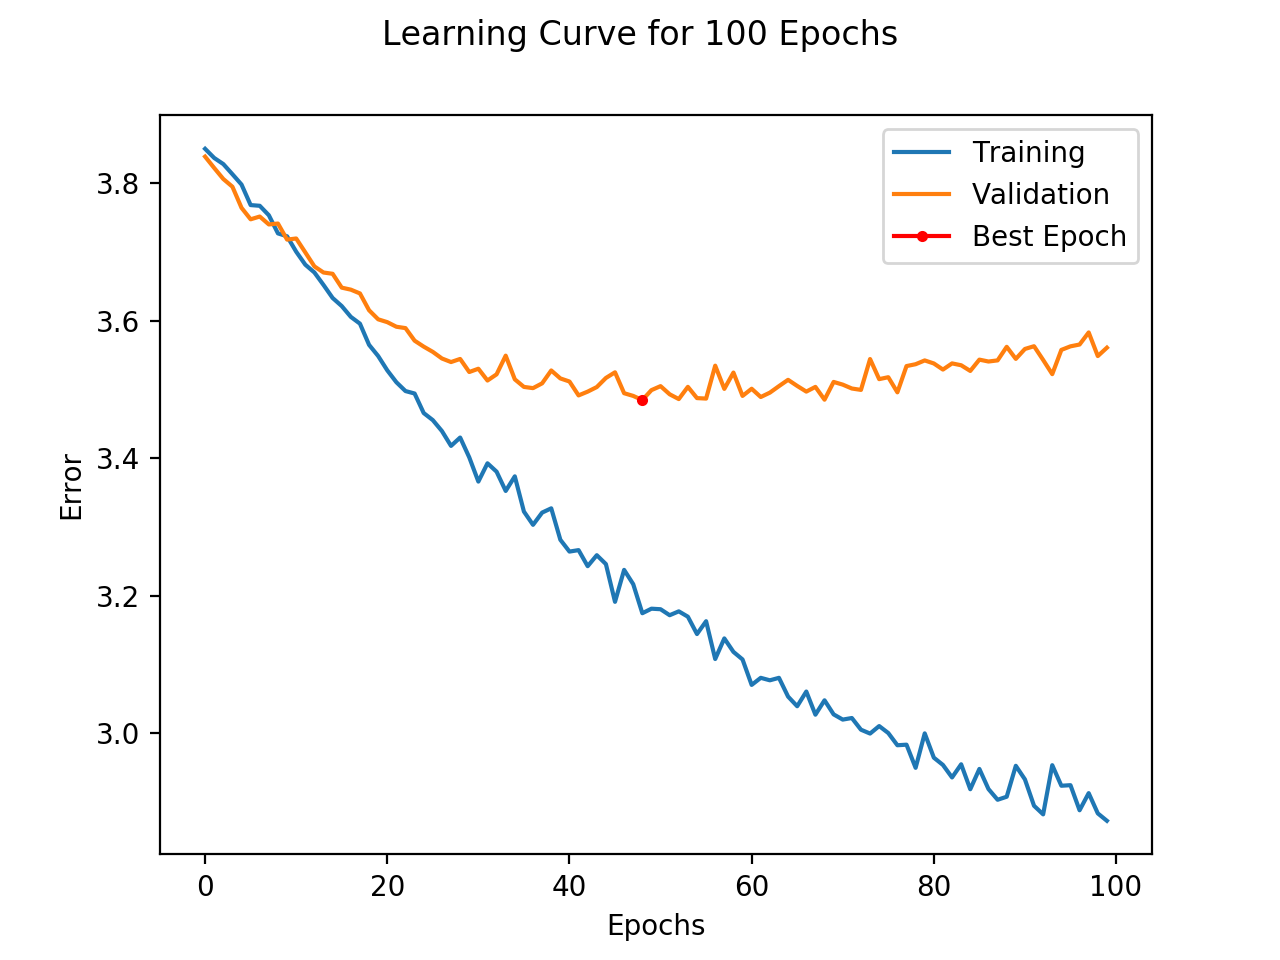 Learning Curve for 100 Epochs
Training
Validation
Best Epoch
3.8
3.6
3.4
3.2
3.0
Error
0 20 40 60 80 100
Epochs